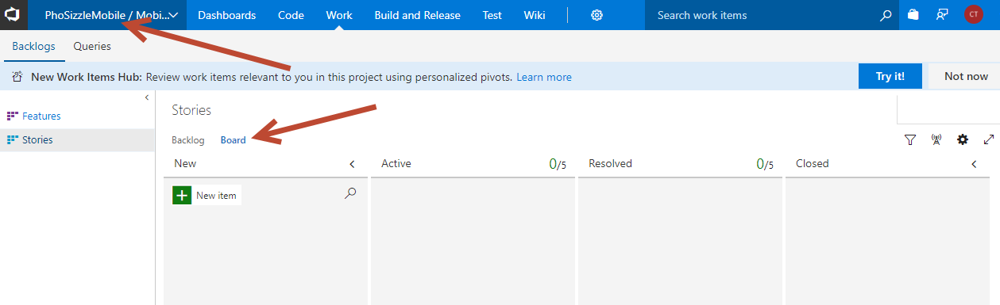 PhoSizzleMobile / Mobi... Dashboards Code Work Build and Release Test Wiki Search work items CT
Backlogs Queries
New Work Items Hub: Review work items relevant to you in this project using personalized pivots. Learn more Try it! Not now
Features
Stories
Stories
Backlog Board
New Active 0/5 Resolved 0/5 Closed
New item